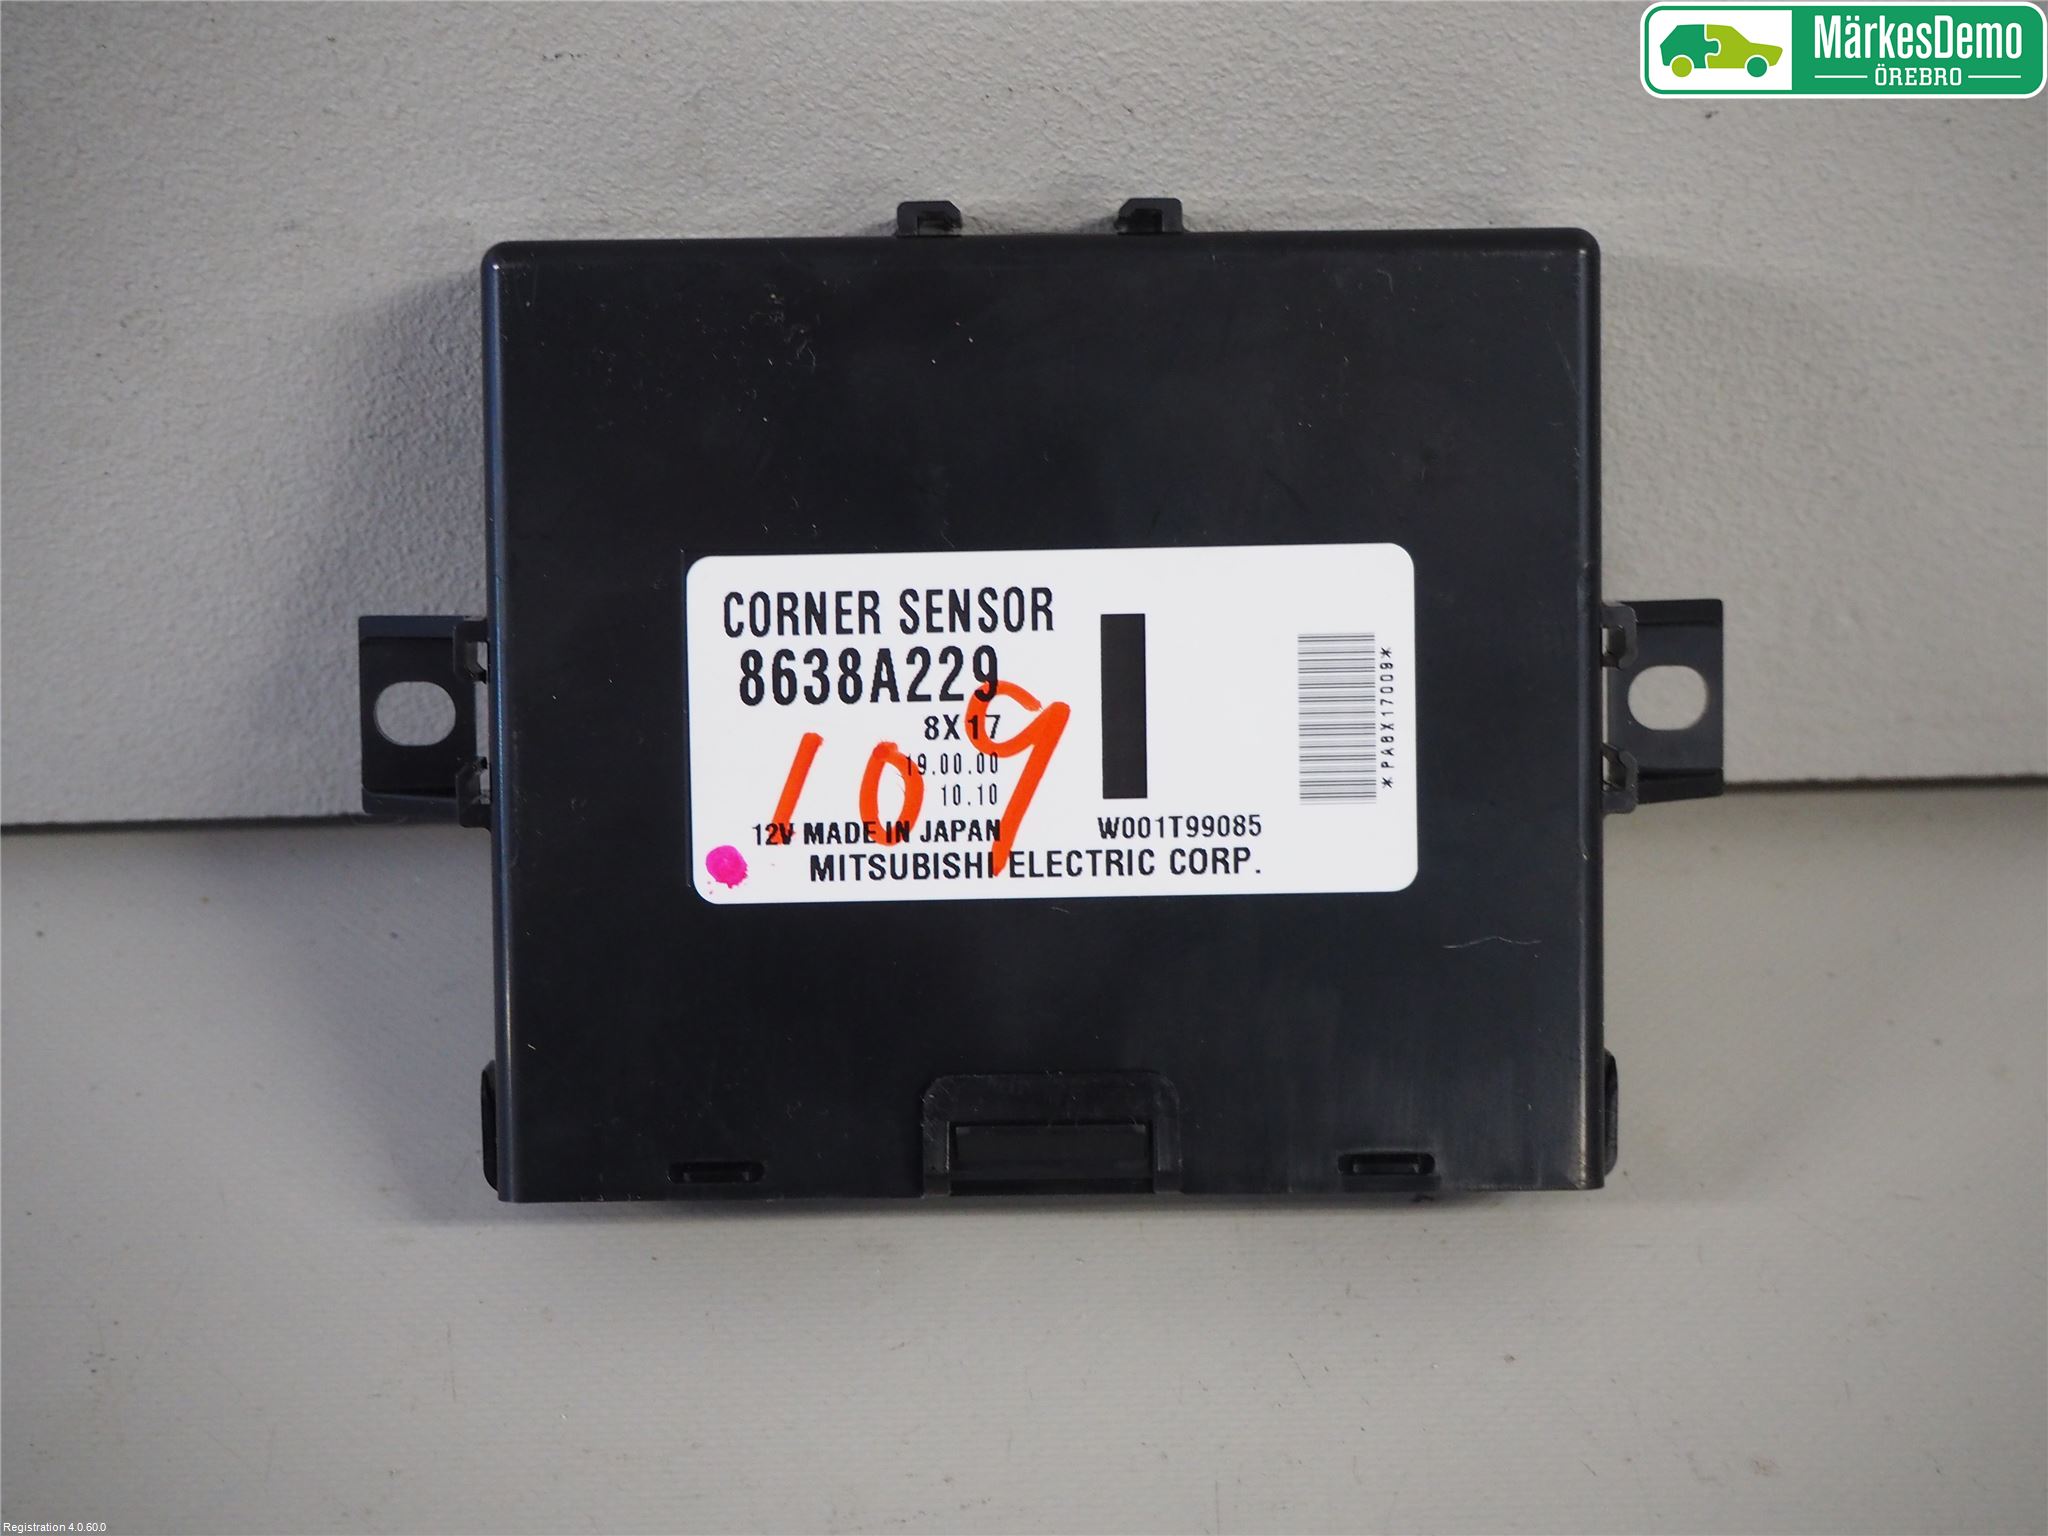 MärkesDemo
ÖREBRO
CORNER SENSOR
8638A229
8X17
109
19.00.00
10.10
12V MADE IN JAPAN
W001T99085
MITSUBISHI ELECTRIC CORP.
*PA8X17009*
Registration 4.0.60.0